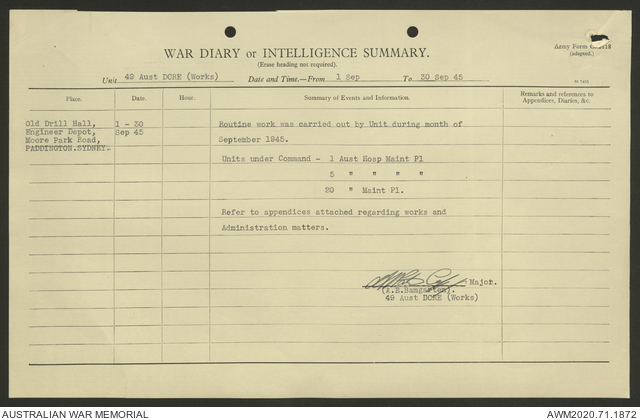 Army Form
(adapted.)
WAR DIARY or INTELLIGENCE SUMMARY.
(Erase heading not required).
Unit 49 Aust DCRE (Works) Date and Time.—From 1 Sep To 30 Sep 45
Place. Date. Hour. Summary of Events and Information. Remarks and references to Appendices, Diaries, &c.
Old Drill Hall, 1 - 30 Routine work was carried out by Unit during month of
Engineer Depot, Sep 45
Moore Park Road, September 1945.
PADDINGTON.SYDNEY.
Units under Command - 1 Aust Hosp Maint Pl
5 " " " "
20 " Maint Pl.
Refer to appendices attached regarding works and
Administration matters.
Major.
(A.E.Bamgarten).
49 Aust DCRE (Works)
AUSTRALIAN WAR MEMORIAL AWM2020.71.1872